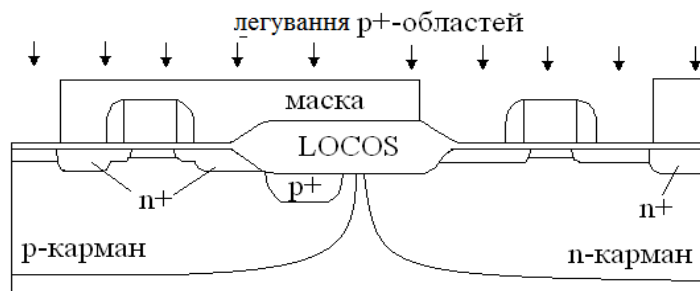 легування p+-областей
маска
LOCOS
n+
p+
n+
р-карман
n-карман